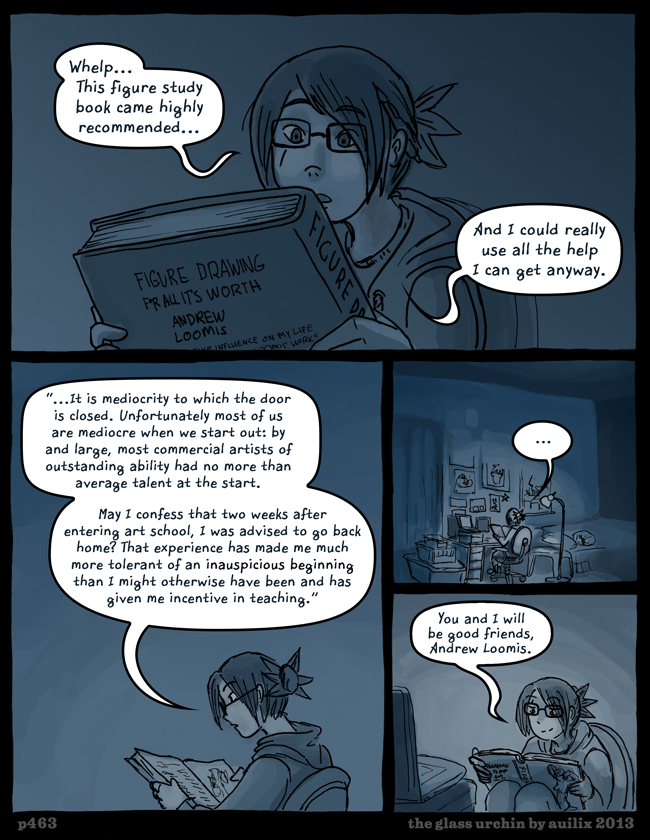 Whelp...
This figure study
book came highly
recommended...
And I could really
use all the help
I can get anyway.
FIGURE DRAWING
FOR ALL IT'S WORTH
ANDREW
LOOMIS
INFLUENCE ON MY LIFE
LOOMIS' WORK"
FIGURE
"...It is mediocrity to which the door
is closed. Unfortunately most of us
are mediocre when we start out: by
and large, most commercial artists of
outstanding ability had no more than
average talent at the start.
May I confess that two weeks after
entering art school, I was advised to go back
home? That experience has made me much
more tolerant of an inauspicious beginning
than I might otherwise have been and has
given me incentive in teaching."
...
You and I will
be good friends,
Andrew Loomis.
p463
the glass urchin by auilix 2013